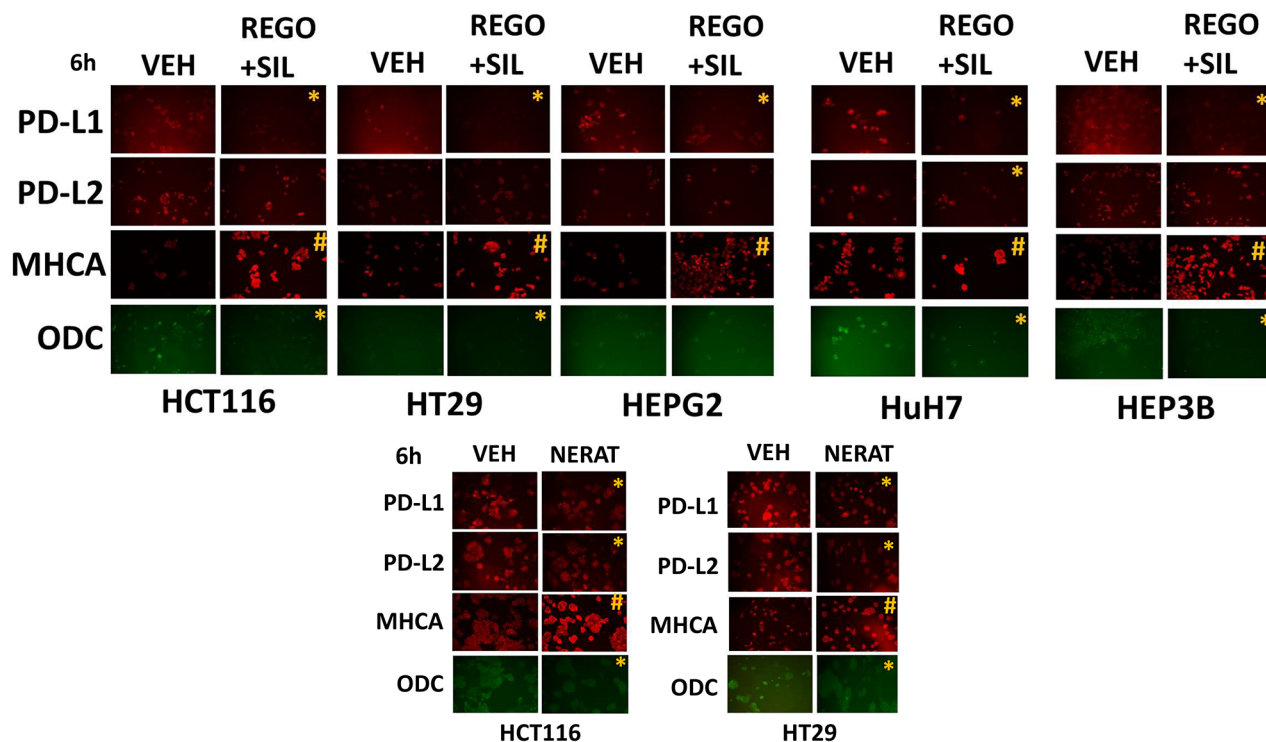 REGO REGO REGO REGO REGO
6h VEH +SIL VEH +SIL VEH +SIL VEH +SIL VEH +SIL
PD-L1 * * * * *
PD-L2 *
MHCA # # # # #
ODC * * * *
HCT116 HT29 HEPG2 HuH7 HEP3B
6h VEH NERAT VEH NERAT
PD-L1 * PD-L1 *
PD-L2 * PD-L2 *
MHCA # MHCA #
ODC * ODC *
HCT116 HT29